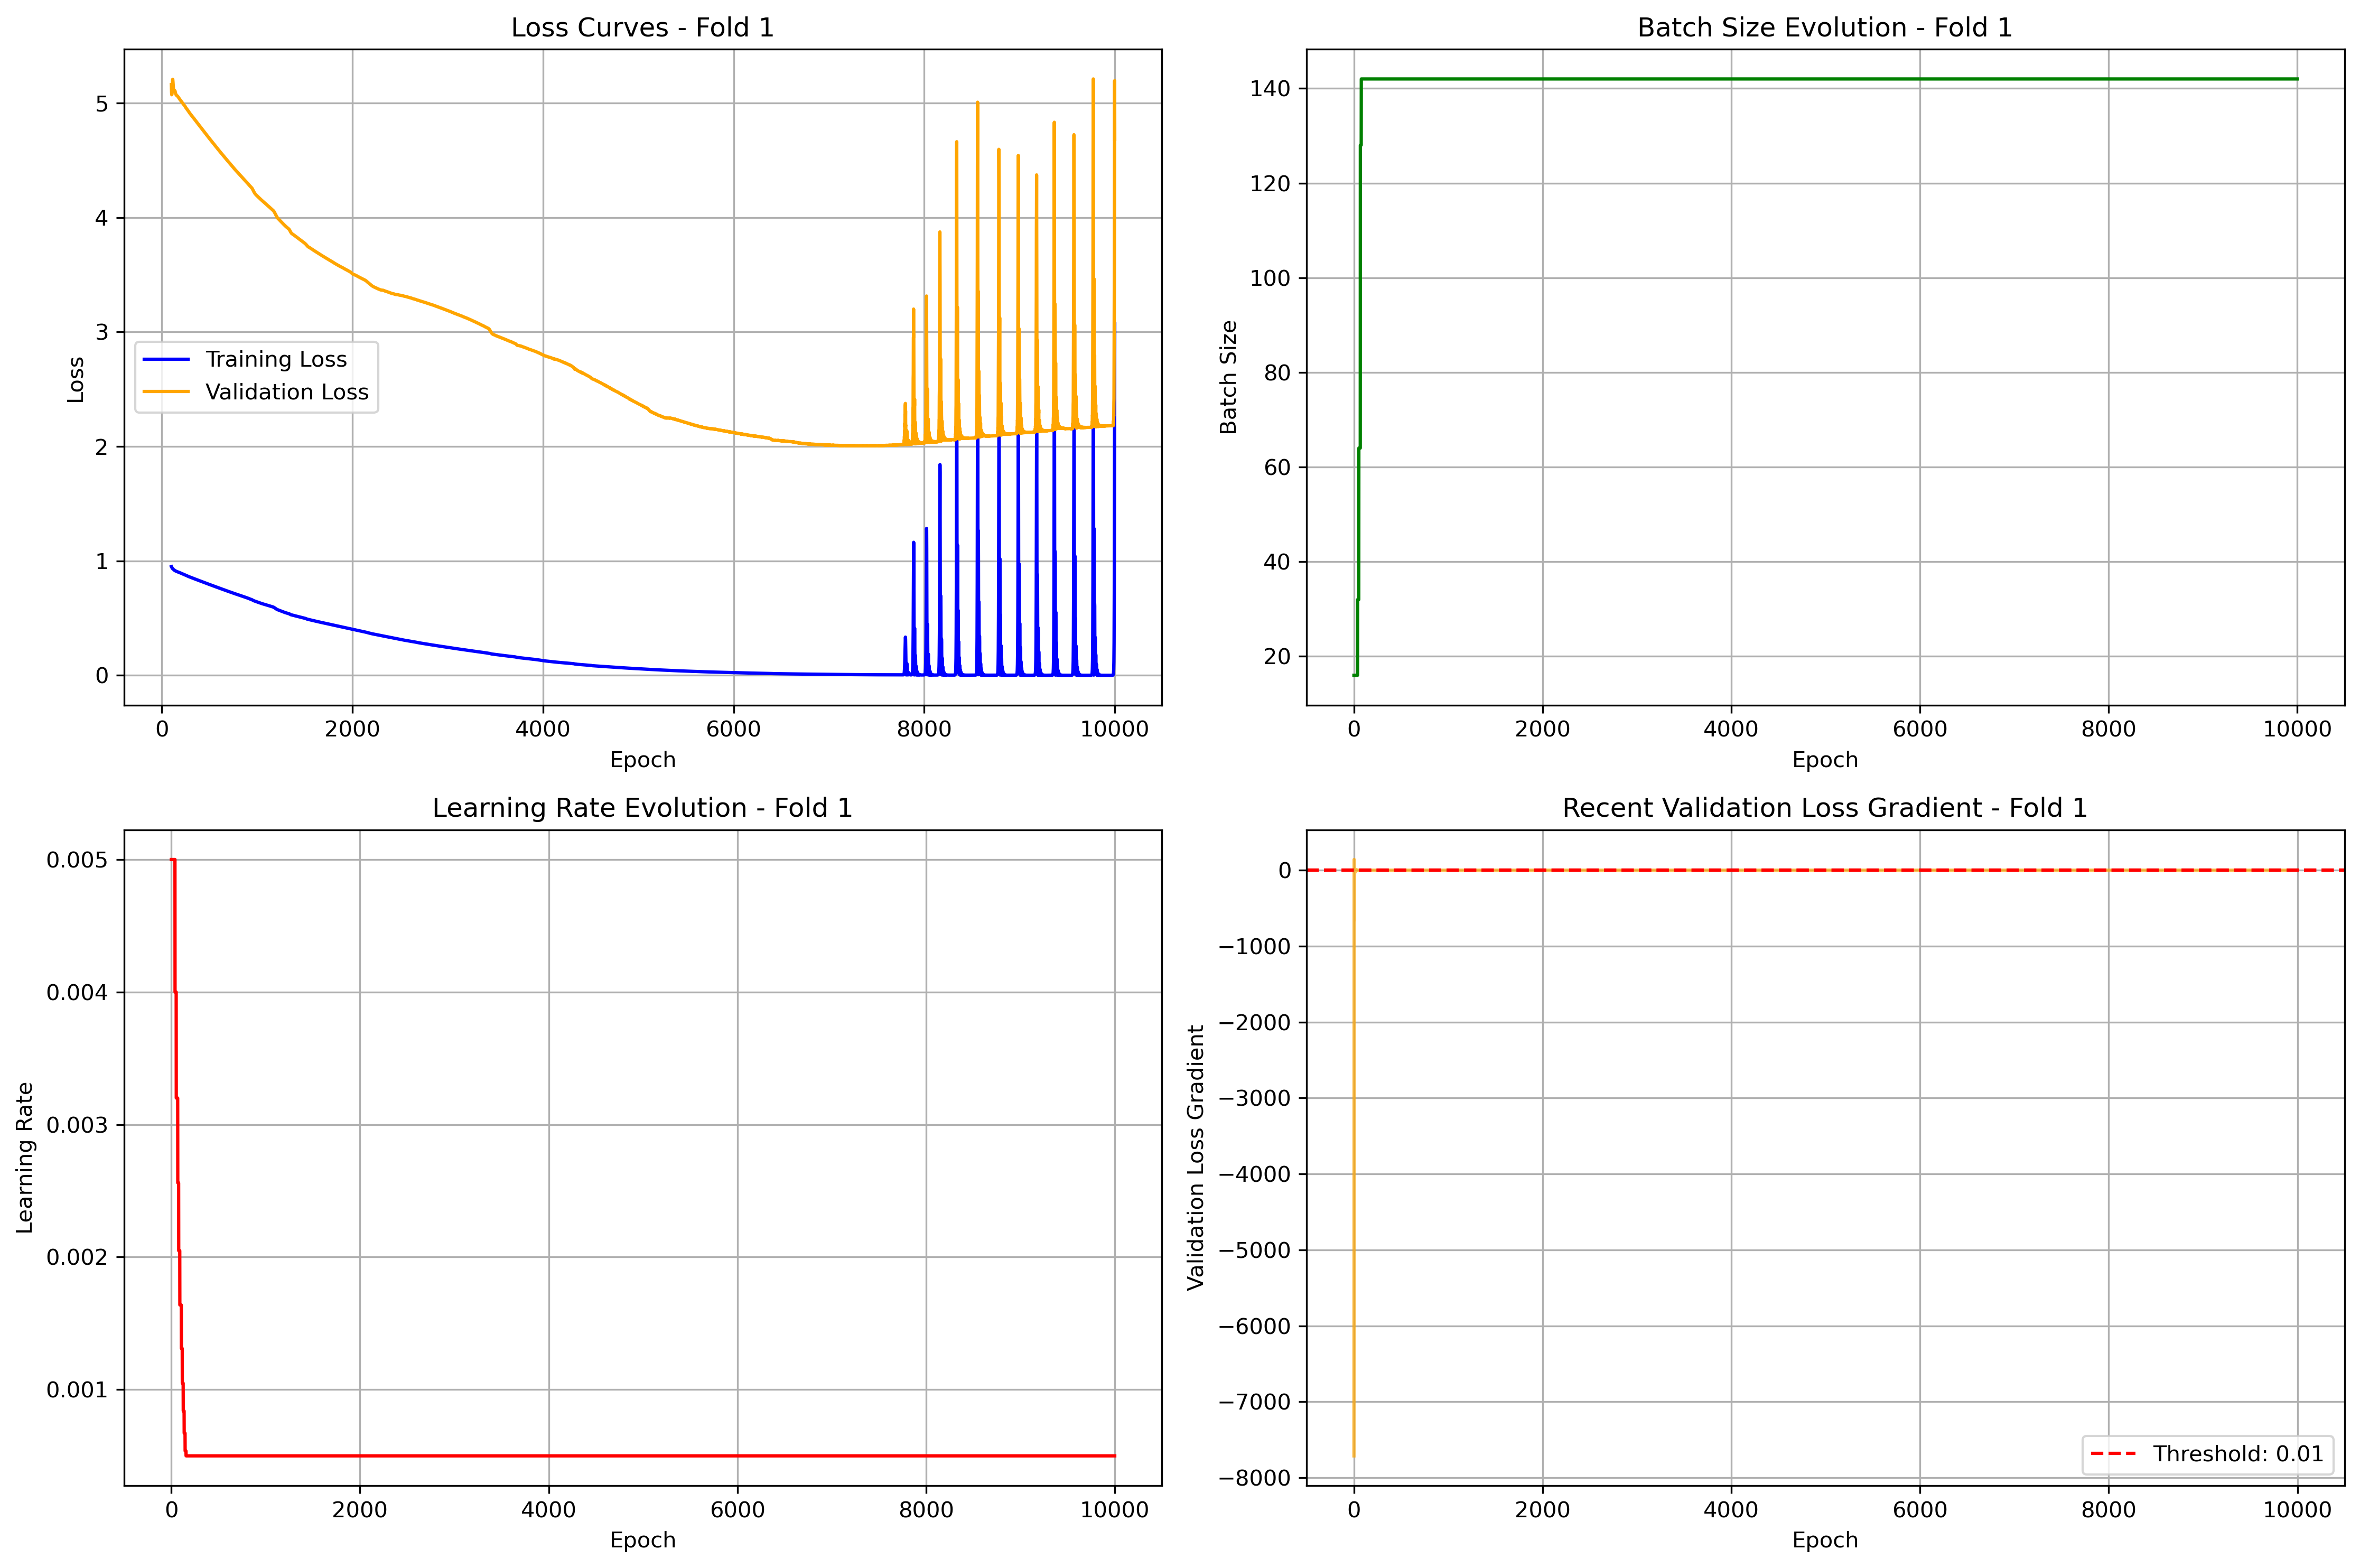 Loss Curves - Fold 1
Loss
5
4
3
2
1
0
Training Loss
Validation Loss
0 2000 4000 6000 8000 10000
Epoch
Batch Size Evolution - Fold 1
Batch Size
140
120
100
80
60
40
20
0 2000 4000 6000 8000 10000
Epoch
Learning Rate Evolution - Fold 1
Learning Rate
0.005
0.004
0.003
0.002
0.001
0 2000 4000 6000 8000 10000
Epoch
Recent Validation Loss Gradient - Fold 1
Validation Loss Gradient
0
−1000
−2000
−3000
−4000
−5000
−6000
−7000
−8000
Threshold: 0.01
0 2000 4000 6000 8000 10000
Epoch